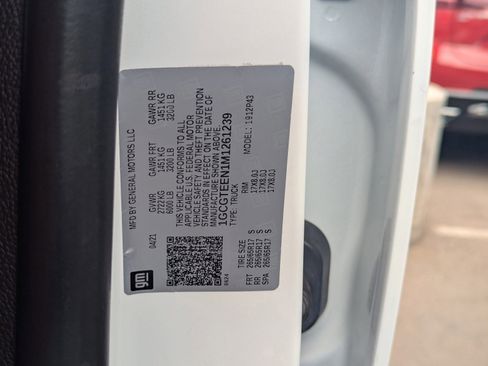 MFD BY GENERAL MOTORS LLC
04/21 GVWR GAWR FRT GAWR RR
2722 KG 1451 KG 1451 KG
6000 LB 3200 LB 3200 LB
THIS VEHICLE CONFORMS TO ALL
APPLICABLE U.S. FEDERAL MOTOR
VEHICLE SAFETY AND THEFT PREVENTION
STANDARDS IN EFFECT ON THE DATE OF
MANUFACTURE SHOWN ABOVE.
1GCGTEEN1M1261239
TYPE: TRUCK MODEL: 1912P43
TIRE SIZE RIM
FRT 265/65R17 S 17X8.0J
RR 265/65R17 S 17X8.0J
SPA 265/65R17 S 17X8.0J
gm